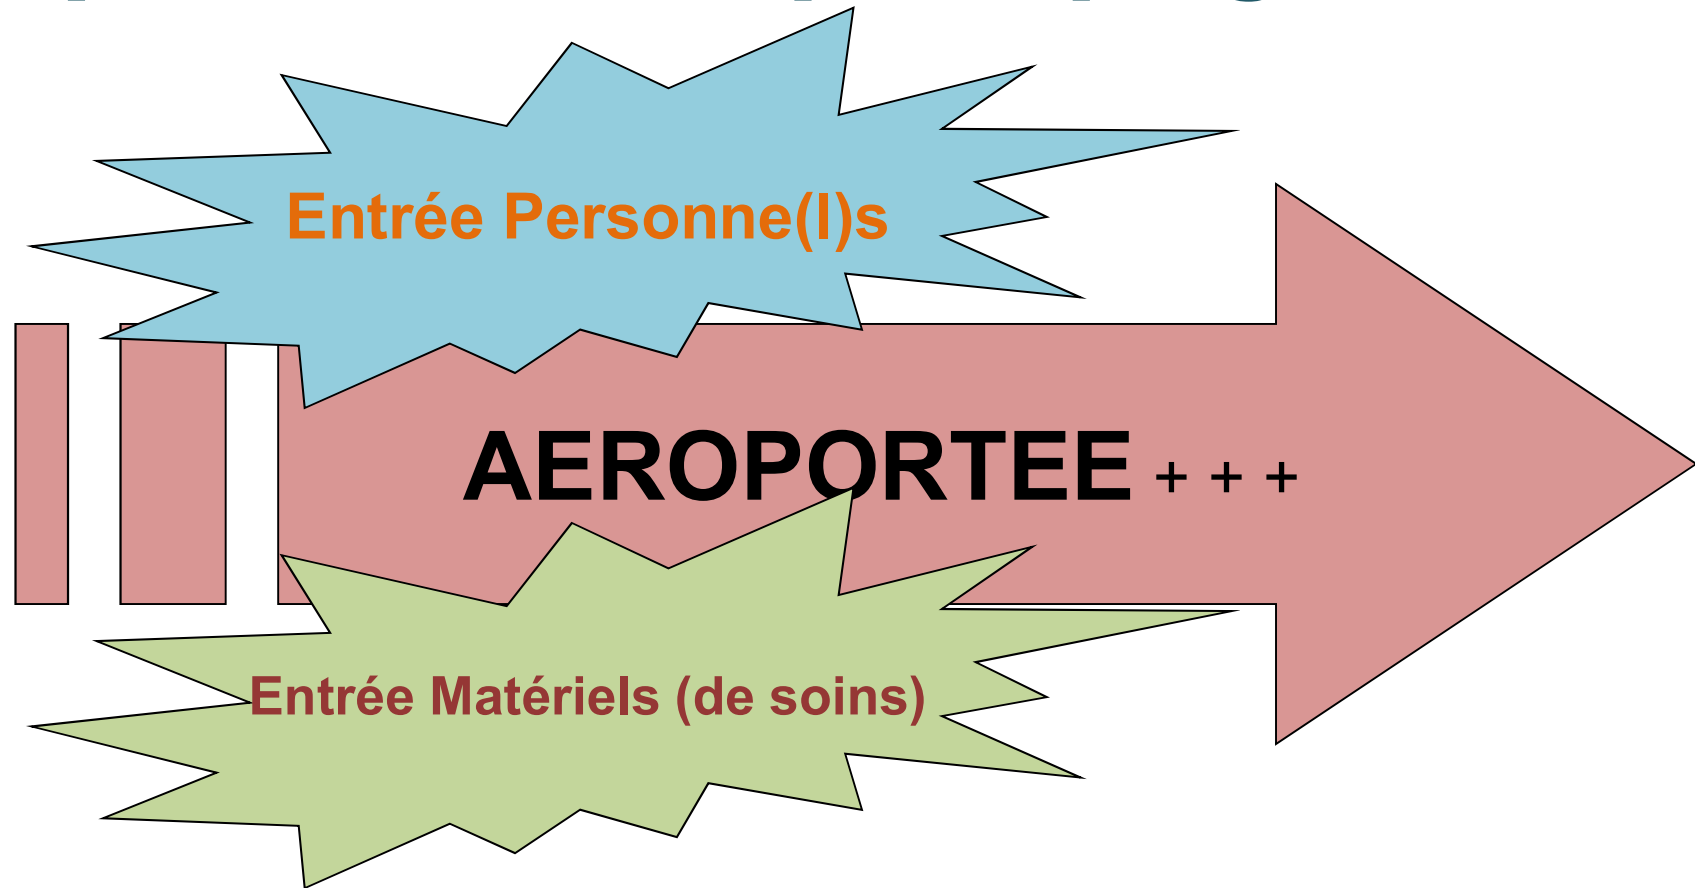 Entrée Personne(l)s
AEROPORTEE + + +
Entrée Matériels (de soins)